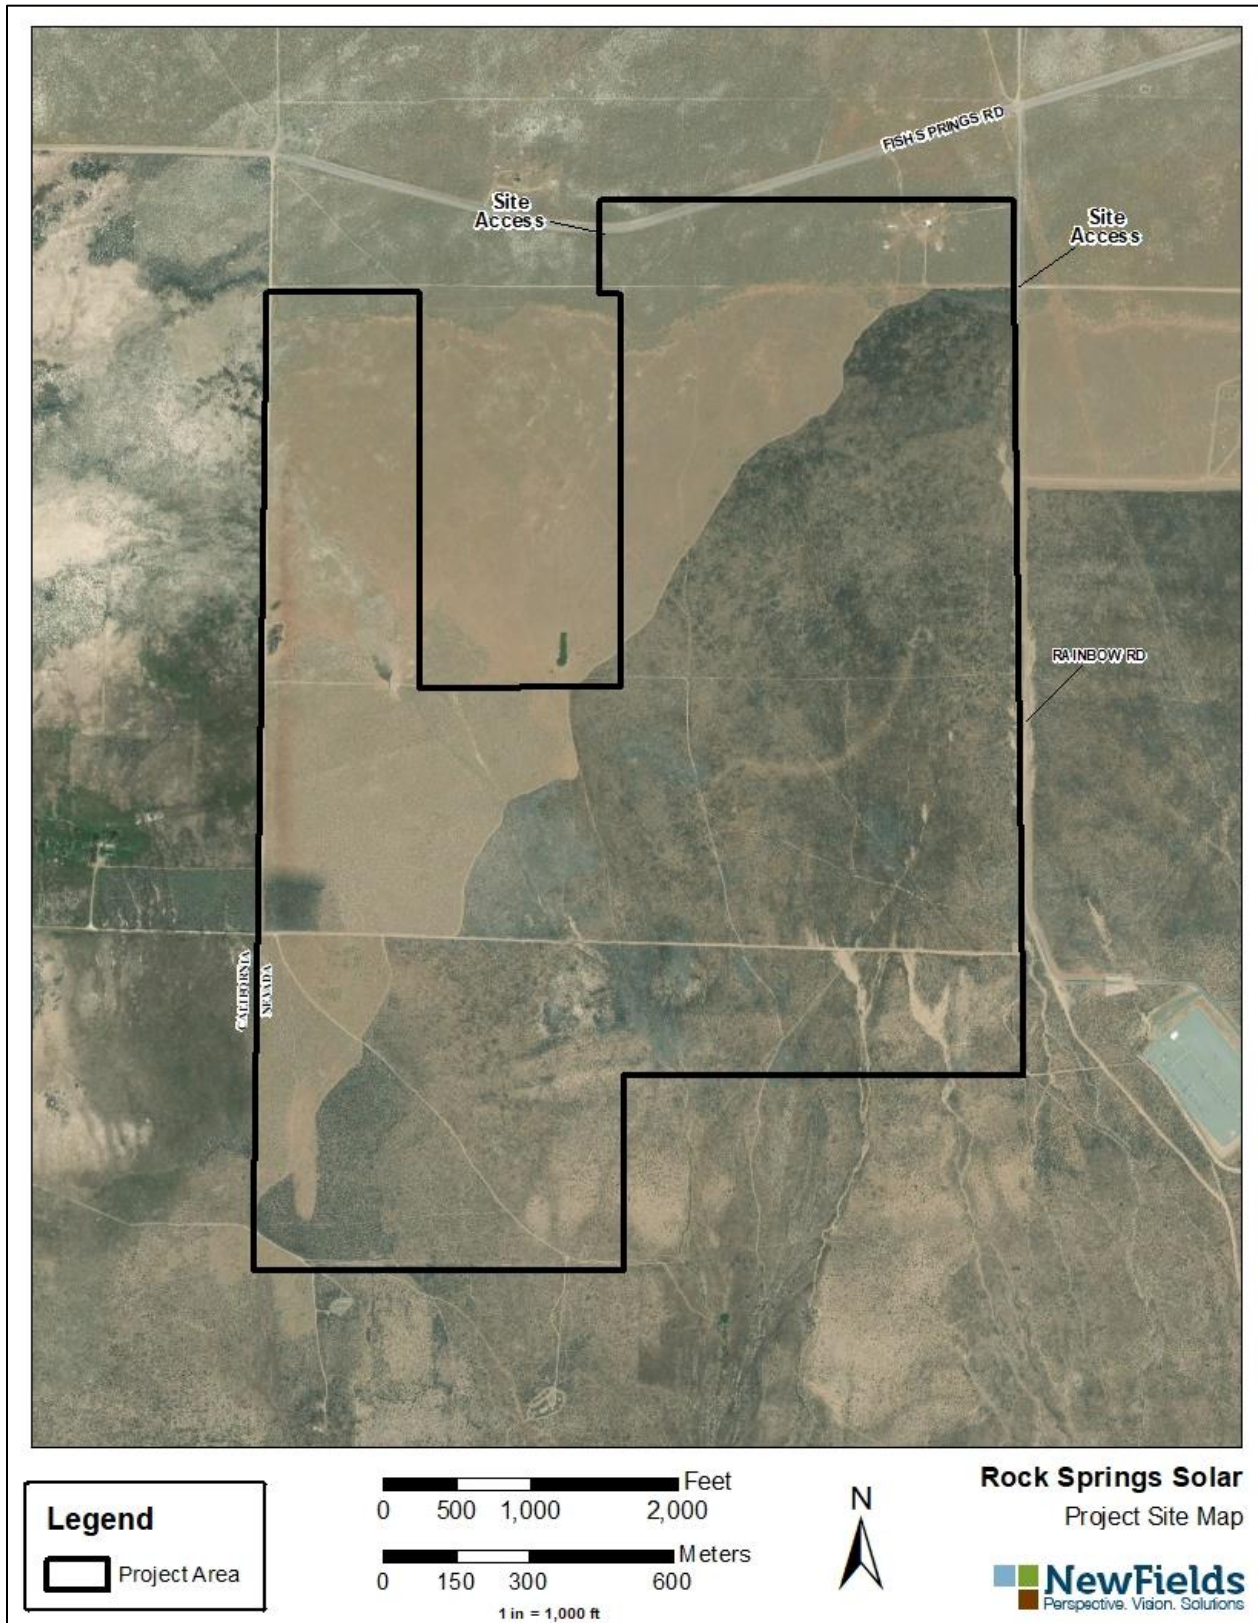 FISH SPRINGS RD
Site
Access
Site
Access
RAINBOW RD
CALIFORNIA
NEVADA
Legend
Project Area
Feet
0 500 1,000 2,000
Meters
0 150 300 600
1 in = 1,000 ft
N
Rock Springs Solar
Project Site Map
NewFields
Perspective. Vision. Solutions